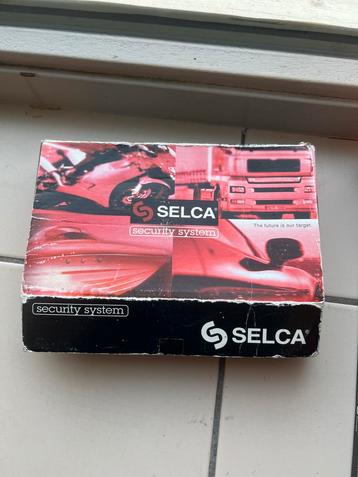 SELCA®
security system
The future is our target.
security system
SELCA®